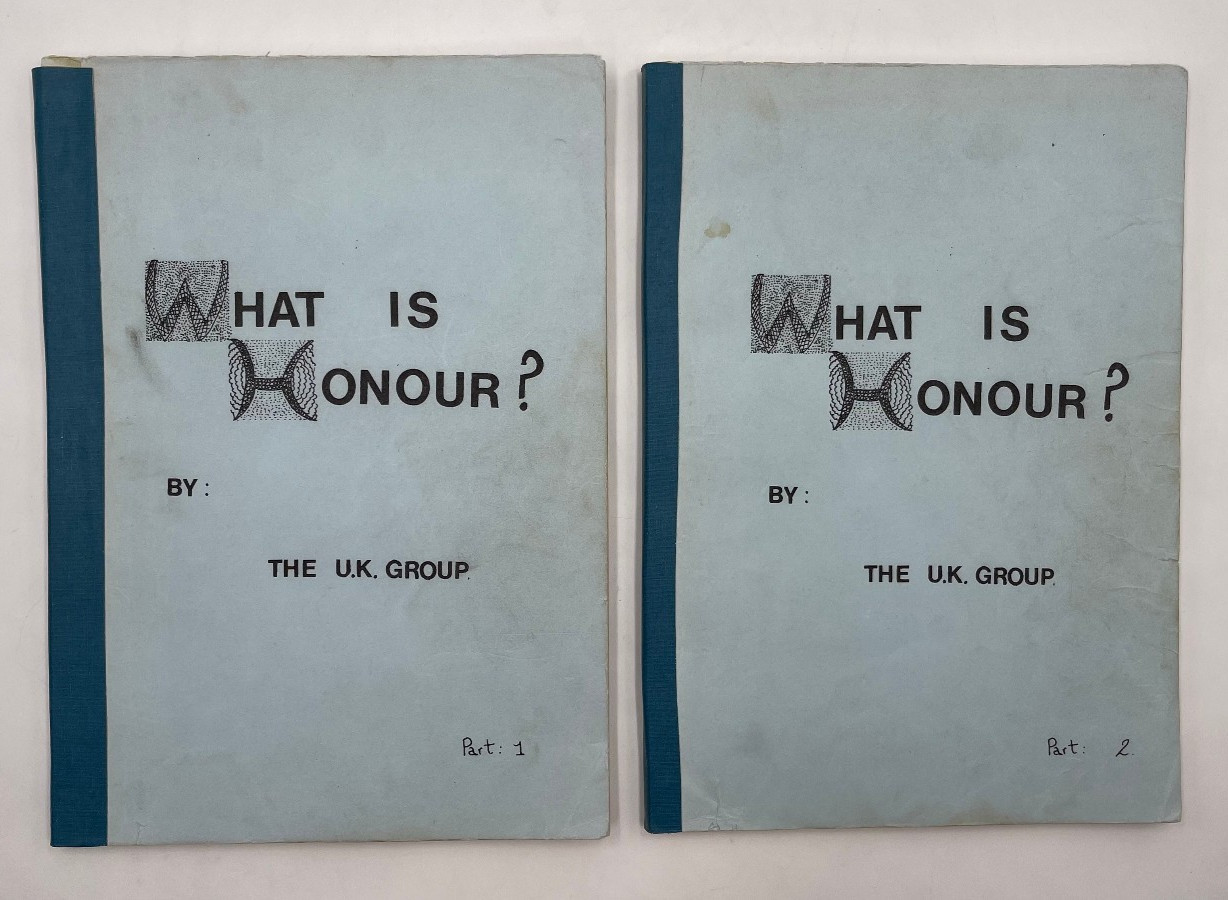 WHAT IS
HONOUR?
BY:
THE U.K. GROUP.
Part: 1
WHAT IS
HONOUR?
BY:
THE U.K. GROUP.
Part: 2.